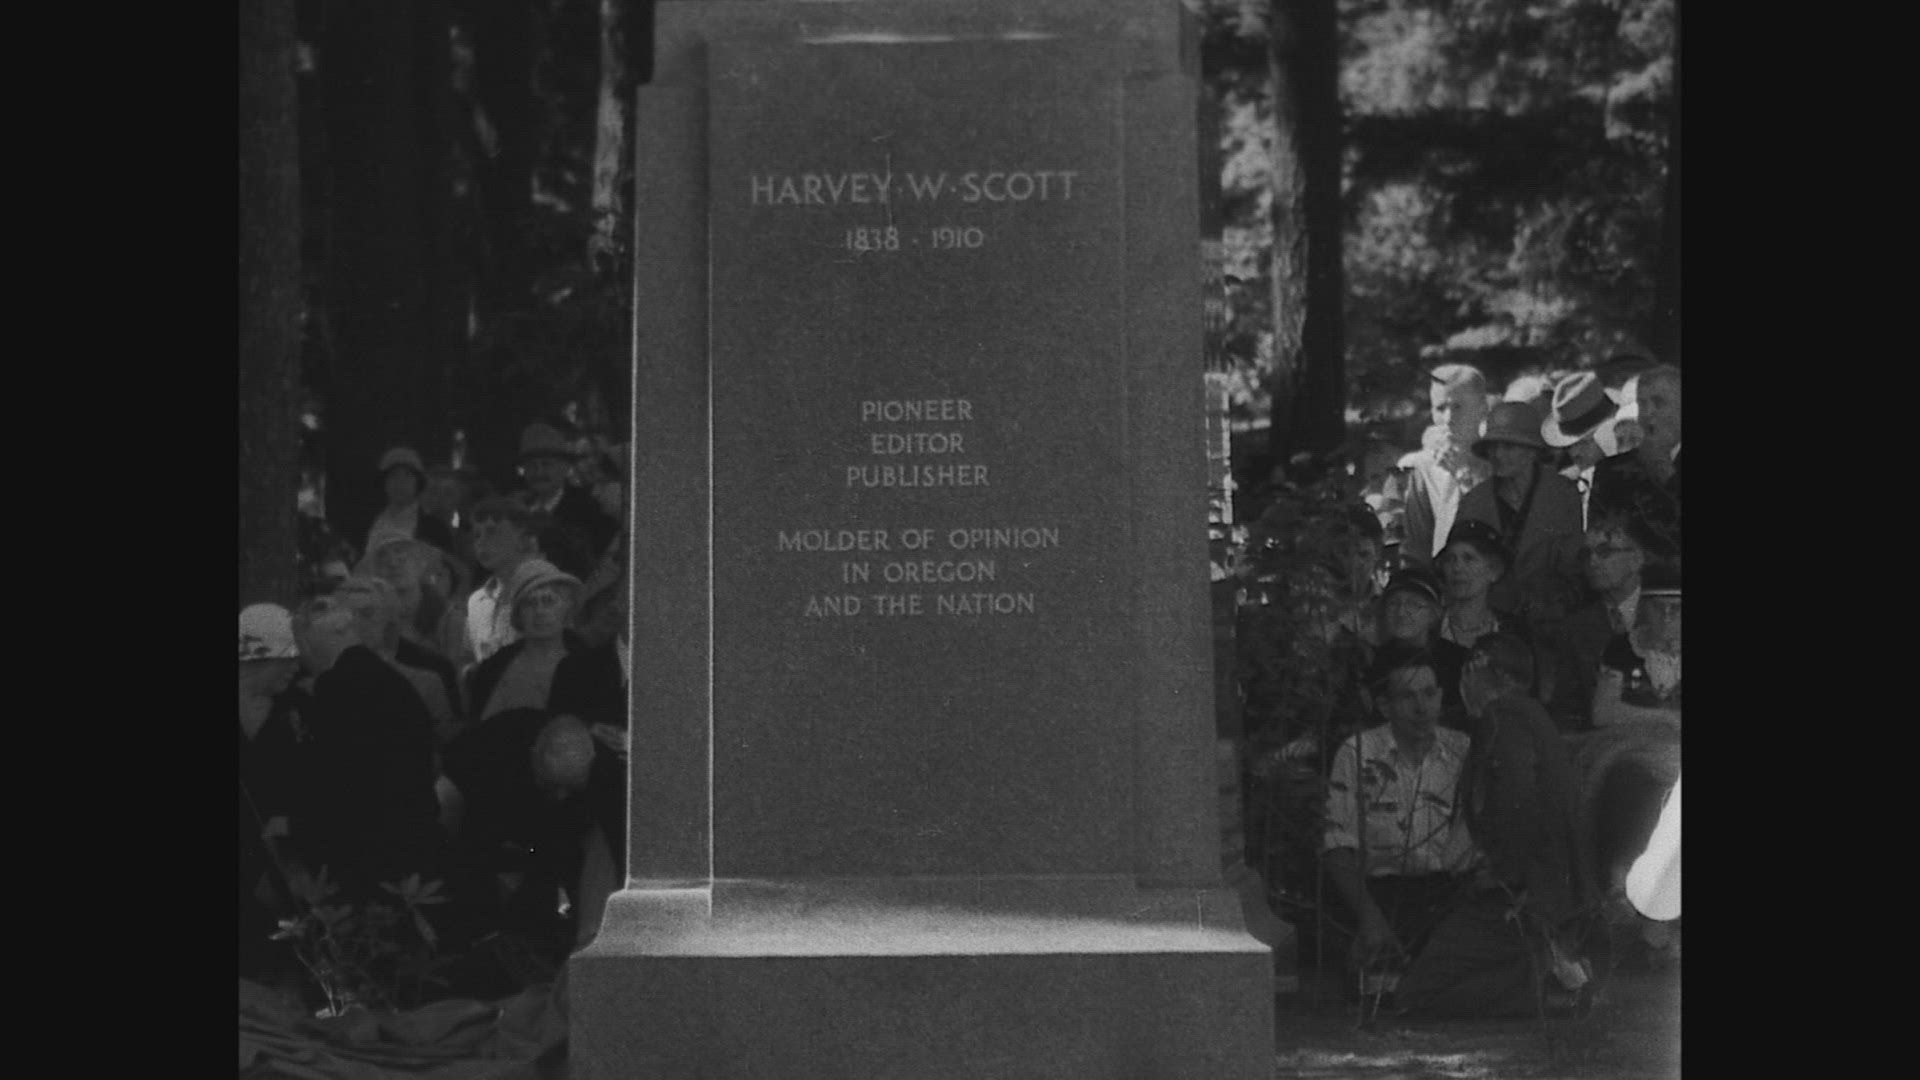 HARVEY·W·SCOTT
1838 · 1910
PIONEER
EDITOR
PUBLISHER
MOLDER OF OPINION
IN OREGON
AND THE NATION